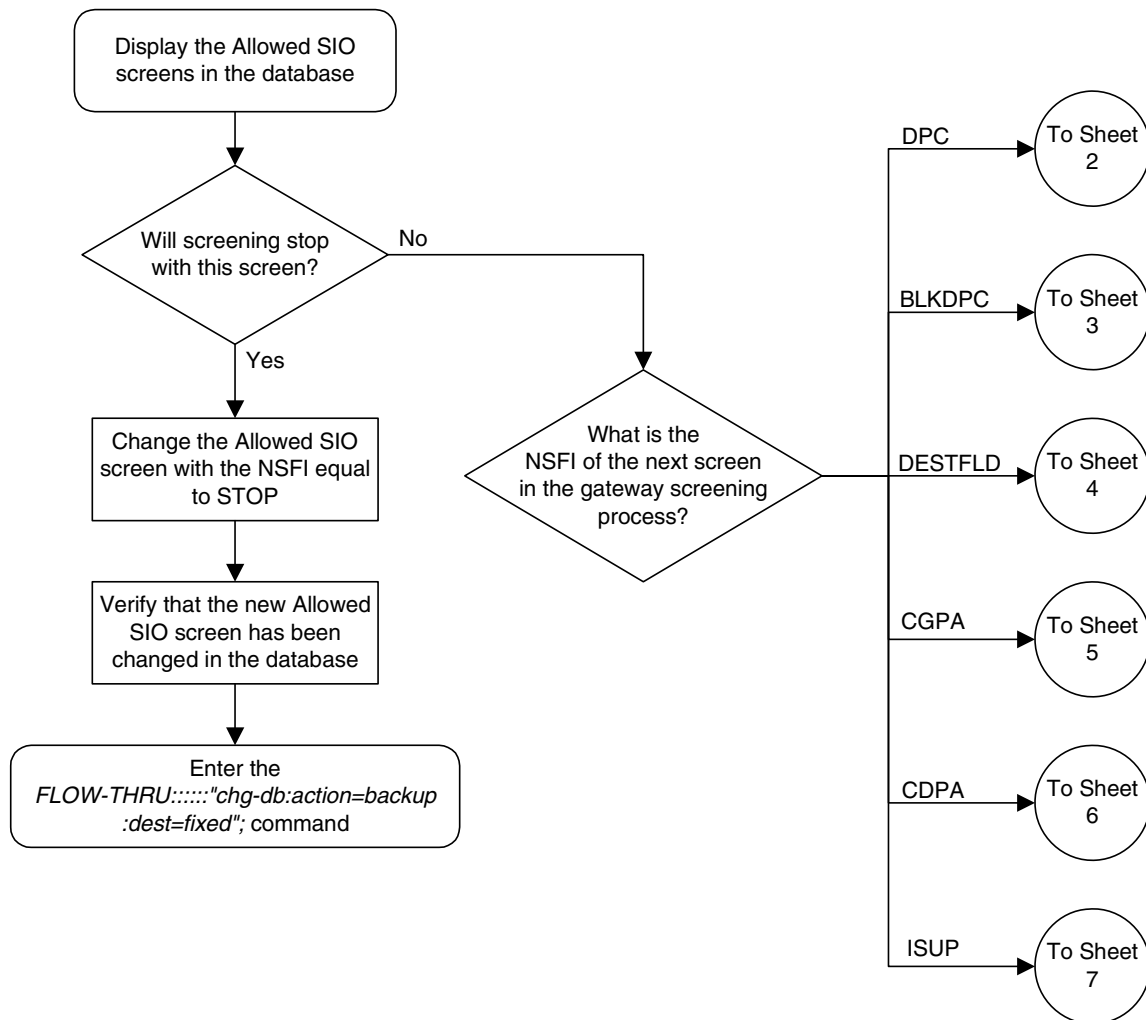 Display the Allowed SIO
screens in the database
Will screening stop
with this screen?
No
Yes
Change the Allowed SIO
screen with the NSFI equal
to STOP
Verify that the new Allowed
SIO screen has been
changed in the database
Enter the
FLOW-THRU::::::"chg-db:action=backup
:dest=fixed"; command
What is the
NSFI of the next screen
in the gateway screening
process?
DPC
To Sheet
2
BLKDPC
To Sheet
3
DESTFLD
To Sheet
4
CGPA
To Sheet
5
CDPA
To Sheet
6
ISUP
To Sheet
7